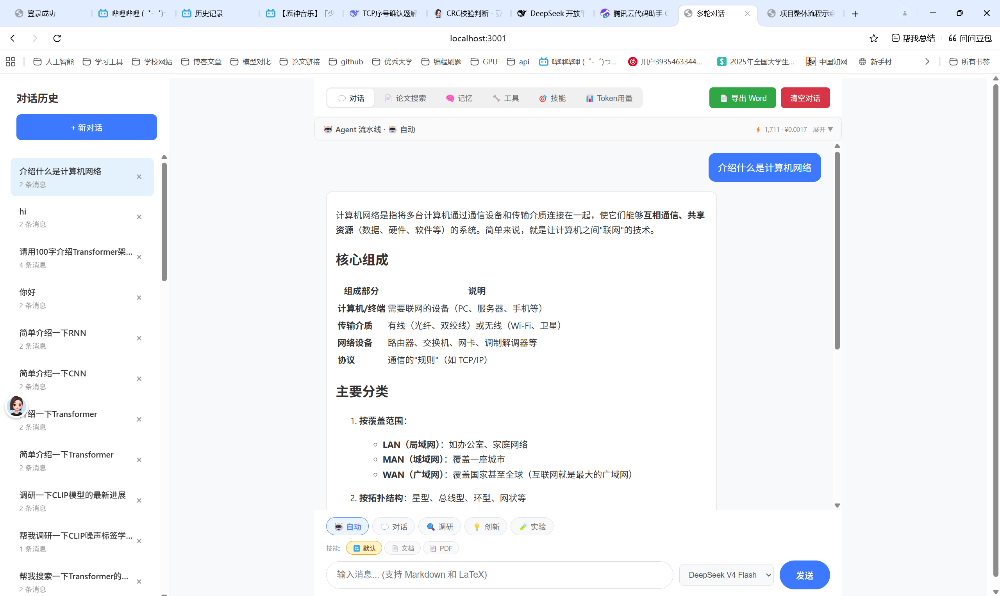 登录成功
哔哩哔哩 (゜-゜)つ
历史记录
【原神音乐】「少
TCP序号确认题解
CRC校验判断 - 豆
DeepSeek 开放平
腾讯云代码助手 C
多轮对话
项目整体流程示意
localhost:3001
帮我总结
问问豆包
人工智能
学习工具
学校网站
博客文章
模型对比
论文链接
github
优秀大学
编程刷题
GPU
api
哔哩哔哩 (゜-゜)つ...
用户3935463344...
2025年全国大学生...
中国知网
新手村
所有书签
对话历史
+ 新对话
介绍什么是计算机网络
2 条消息
hi
2 条消息
请用100字介绍Transformer架...
4 条消息
你好
2 条消息
简单介绍一下RNN
2 条消息
简单介绍一下CNN
2 条消息
绍一下Transformer
2 条消息
简单介绍一下Transformer
2 条消息
调研一下CLIP模型的最新进展
2 条消息
帮我调研一下CLIP噪声标签学...
1 条消息
帮我搜索一下Transformer的...
2 条消息
对话
论文搜索
记忆
工具
技能
Token用量
导出 Word
清空对话
Agent 流水线 · 自动
1,711 · ¥0.0017 展开 ▼
介绍什么是计算机网络
计算机网络是指将多台计算机通过通信设备和传输介质连接在一起，使它们能够互相通信、共享
资源（数据、硬件、软件等）的系统。简单来说，就是让计算机之间"联网"的技术。
核心组成
组成部分 说明
计算机/终端 需要联网的设备（PC、服务器、手机等）
传输介质 有线（光纤、双绞线）或无线（Wi-Fi、卫星）
网络设备 路由器、交换机、网卡、调制解调器等
协议 通信的"规则"（如 TCP/IP）
主要分类
1. 按覆盖范围：
LAN（局域网）：如办公室、家庭网络
MAN（城域网）：覆盖一座城市
WAN（广域网）：覆盖国家甚至全球（互联网就是最大的广域网）
2. 按拓扑结构：星型、总线型、环型、网状等
自动
对话
调研
创新
实验
技能:
默认
文档
PDF
输入消息... (支持 Markdown 和 LaTeX)
DeepSeek V4 Flash
发送